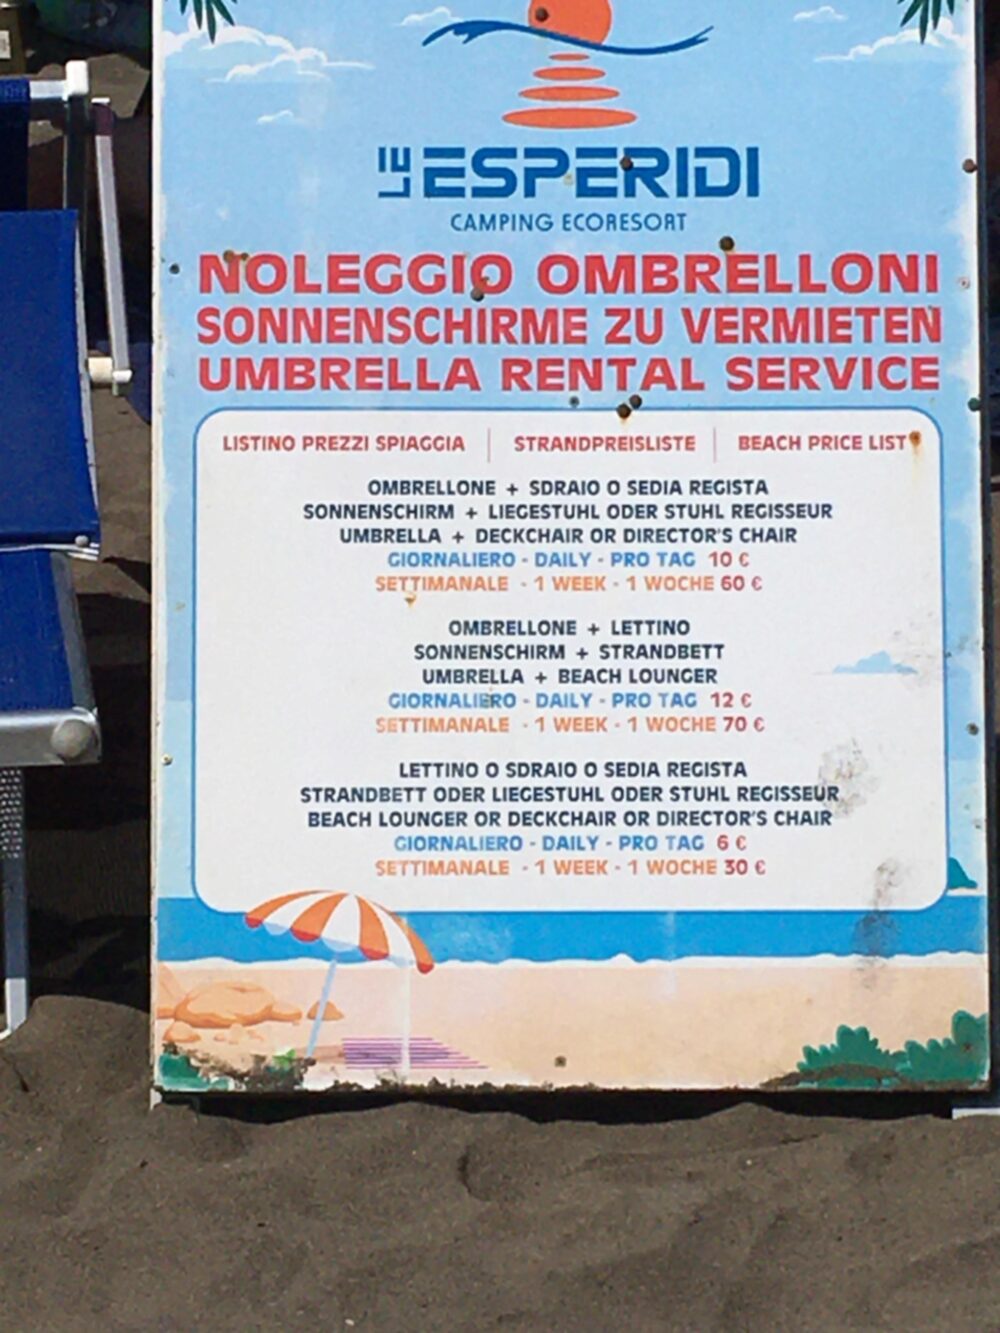 LE ESPERIDI
CAMPING ECORESORT
NOLEGGIO OMBRELLONI
SONNENSCHIRME ZU VERMIETEN
UMBRELLA RENTAL SERVICE
LISTINO PREZZI SPIAGGIA STRANDPREISLISTE BEACH PRICE LIST
OMBRELLONE + SDRAIO O SEDIA REGISTA
SONNENSCHIRM + LIEGESTUHL ODER STUHL REGISSEUR
UMBRELLA + DECKCHAIR OR DIRECTOR'S CHAIR
GIORNALIERO - DAILY - PRO TAG 10 €
SETTIMANALE - 1 WEEK - 1 WOCHE 60 €
OMBRELLONE + LETTINO
SONNENSCHIRM + STRANDBETT
UMBRELLA + BEACH LOUNGER
GIORNALIERO - DAILY - PRO TAG 12 €
SETTIMANALE - 1 WEEK - 1 WOCHE 70 €
LETTINO O SDRAIO O SEDIA REGISTA
STRANDBETT ODER LIEGESTUHL ODER STUHL REGISSEUR
BEACH LOUNGER OR DECKCHAIR OR DIRECTOR'S CHAIR
GIORNALIERO - DAILY - PRO TAG 6 €
SETTIMANALE - 1 WEEK - 1 WOCHE 30 €